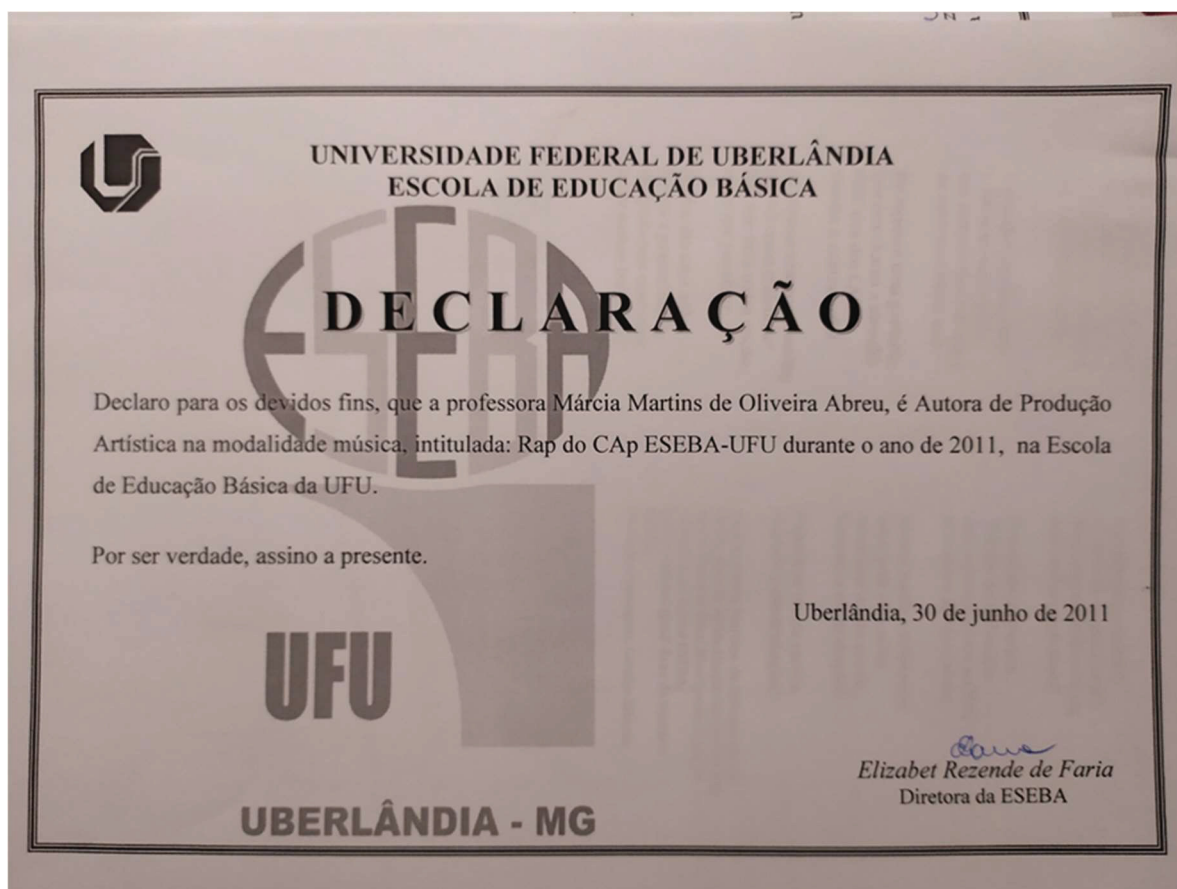 UNIVERSIDADE FEDERAL DE UBERLÂNDIA
ESCOLA DE EDUCAÇÃO BÁSICA
ESEBA
DECLARAÇÃO
Declaro para os devidos fins, que a professora Márcia Martins de Oliveira Abreu, é Autora de Produção
Artística na modalidade música, intitulada: Rap do CAp ESEBA-UFU durante o ano de 2011, na Escola
de Educação Básica da UFU.
Por ser verdade, assino a presente.
Uberlândia, 30 de junho de 2011
UFU
Elizabet Rezende de Faria
Diretora da ESEBA
UBERLÂNDIA - MG